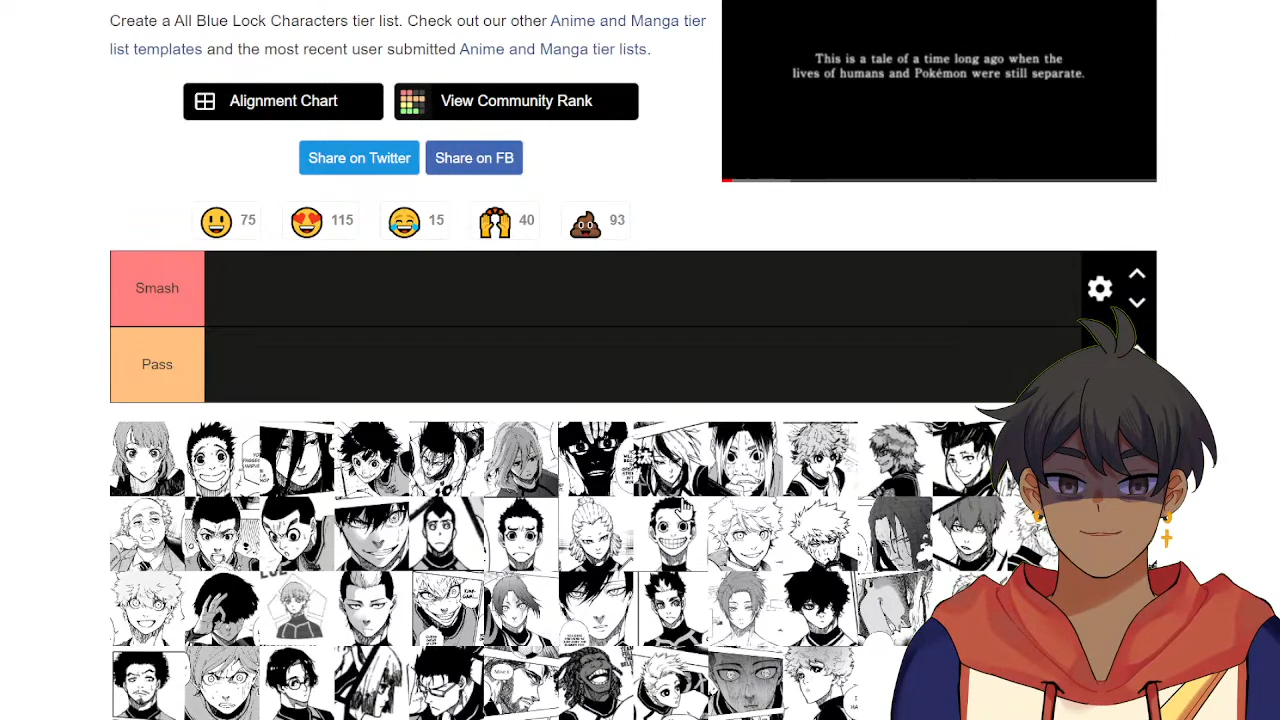 Create a All Blue Lock Characters tier list. Check out our other Anime and Manga tier
list templates and the most recent user submitted Anime and Manga tier lists.
This is a tale of a time long ago when the
lives of humans and Pokémon were still separate.
Alignment Chart
View Community Rank
Share on Twitter
Share on FB
75
115
15
40
93
Smash
Pass